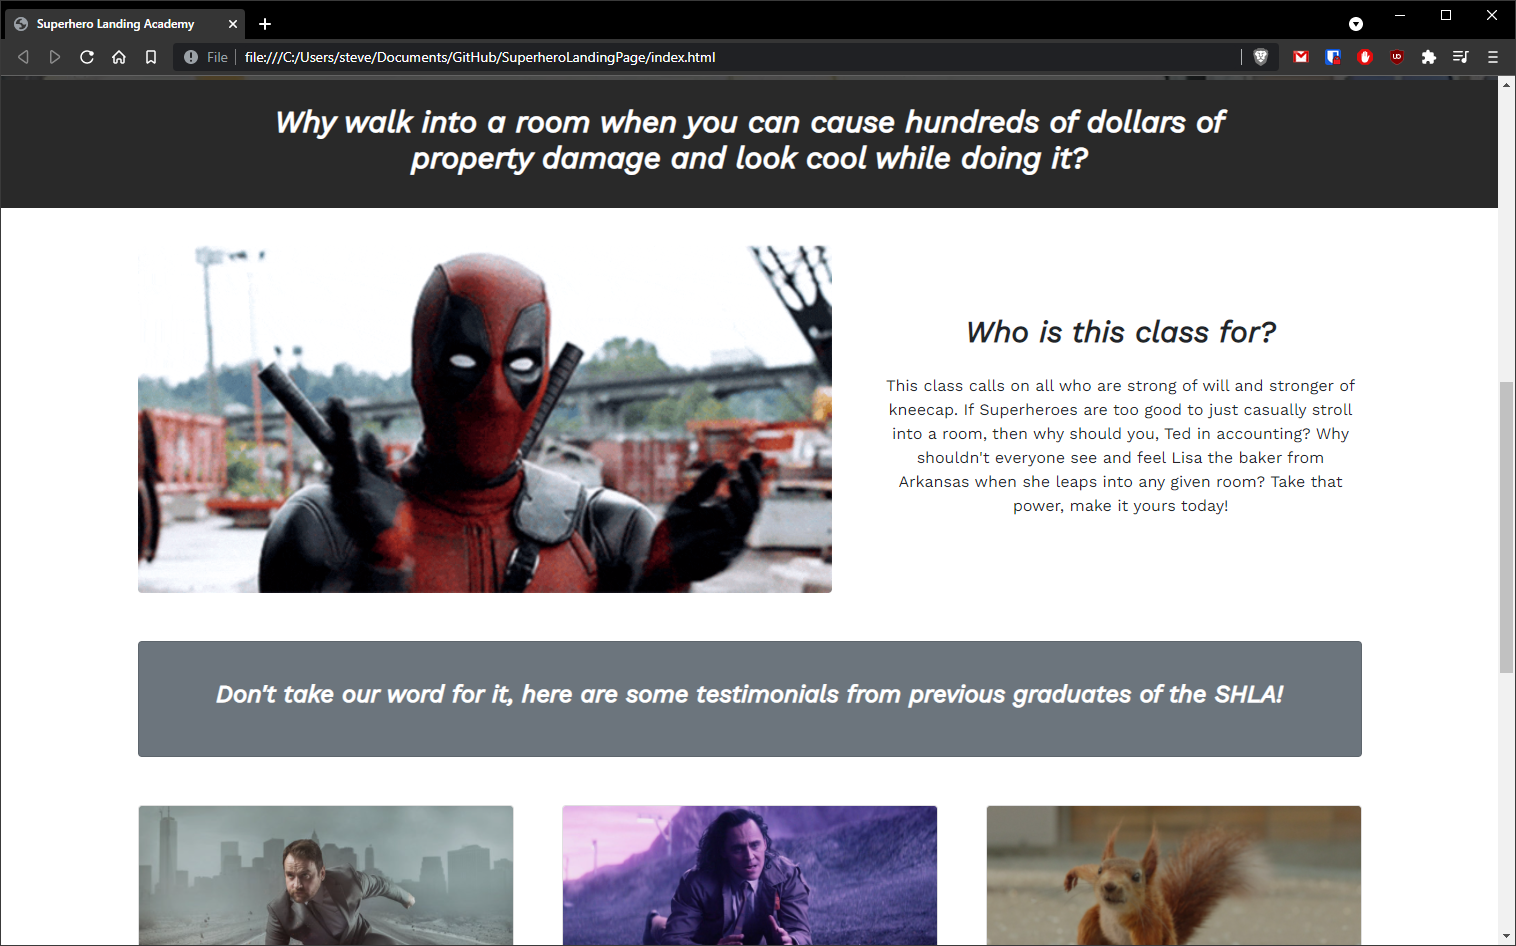 Superhero Landing Academy
File
file:///C:/Users/steve/Documents/GitHub/SuperheroLandingPage/index.html
Why walk into a room when you can cause hundreds of dollars of
property damage and look cool while doing it?
Who is this class for?
This class calls on all who are strong of will and stronger of
kneecap. If Superheroes are too good to just casually stroll
into a room, then why should you, Ted in accounting? Why
shouldn't everyone see and feel Lisa the baker from
Arkansas when she leaps into any given room? Take that
power, make it yours today!
Don't take our word for it, here are some testimonials from previous graduates of the SHLA!